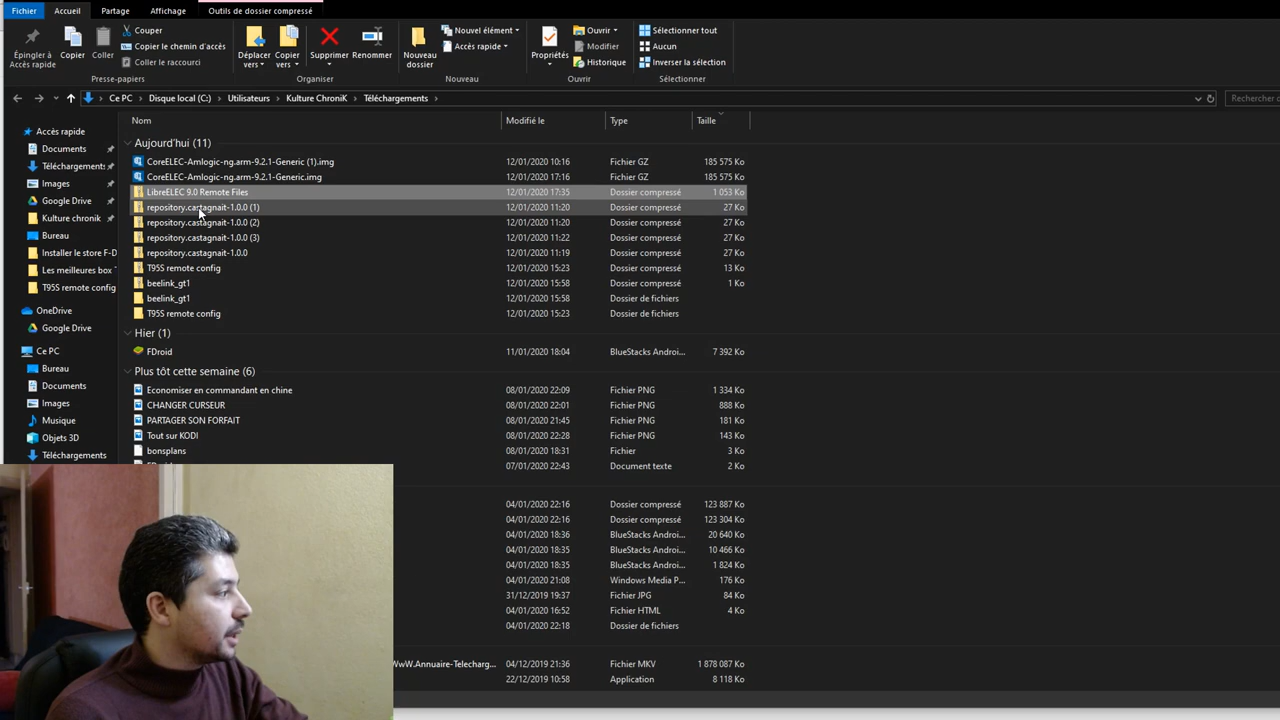 Fichier Accueil Partage Affichage Outils de dossier compressé
Épingler à Accès rapide
Copier
Coller
Couper
Copier le chemin d'accès
Coller le raccourci
Déplacer vers
Copier vers
Supprimer
Renommer
Nouveau dossier
Nouvel élément
Accès rapide
Propriétés
Ouvrir
Modifier
Historique
Sélectionner tout
Aucun
Inverser la sélection
Presse-papiers Organiser Nouveau Ouvrir Sélectionner
Ce PC Disque local (C:) Utilisateurs Kulture ChroniK Téléchargements Rechercher
Nom Modifié le Type Taille
Accès rapide
Documents
Téléchargements
Images
Google Drive
Kulture chronik
Bureau
Installer le store F-D
Les meilleures box T
T95S remote config
OneDrive
Google Drive
Ce PC
Bureau
Documents
Images
Musique
Objets 3D
Téléchargements
Aujourd'hui (11)
CoreELEC-Amlogic-ng.arm-9.2.1-Generic (1).img 12/01/2020 10:16 Fichier GZ 185 575 Ko
CoreELEC-Amlogic-ng.arm-9.2.1-Generic.img 12/01/2020 17:16 Fichier GZ 185 575 Ko
LibreELEC 9.0 Remote Files 12/01/2020 17:35 Dossier compressé 1 053 Ko
repository.castagnait-1.0.0 (1) 12/01/2020 11:20 Dossier compressé 27 Ko
repository.castagnait-1.0.0 (2) 12/01/2020 11:20 Dossier compressé 27 Ko
repository.castagnait-1.0.0 (3) 12/01/2020 11:22 Dossier compressé 27 Ko
repository.castagnait-1.0.0 12/01/2020 11:19 Dossier compressé 27 Ko
T95S remote config 12/01/2020 15:23 Dossier compressé 13 Ko
beelink_gt1 12/01/2020 15:58 Dossier compressé 1 Ko
beelink_gt1 12/01/2020 15:58 Dossier de fichiers
T95S remote config 12/01/2020 15:23 Dossier de fichiers
Hier (1)
FDroid 11/01/2020 18:04 BlueStacks Androi... 7 392 Ko
Plus tôt cette semaine (6)
Economiser en commandant en chine 08/01/2020 22:09 Fichier PNG 1 334 Ko
CHANGER CURSEUR 08/01/2020 22:01 Fichier PNG 888 Ko
PARTAGER SON FORFAIT 08/01/2020 21:45 Fichier PNG 181 Ko
Tout sur KODI 08/01/2020 22:28 Fichier PNG 143 Ko
bonsplans 08/01/2020 18:31 Fichier 3 Ko
07/01/2020 22:43 Document texte 2 Ko
04/01/2020 22:16 Dossier compressé 123 887 Ko
04/01/2020 22:16 Dossier compressé 123 304 Ko
04/01/2020 18:36 BlueStacks Androi... 20 640 Ko
04/01/2020 18:35 BlueStacks Androi... 10 466 Ko
04/01/2020 18:35 BlueStacks Androi... 1 824 Ko
04/01/2020 21:08 Windows Media P... 176 Ko
31/12/2019 19:37 Fichier JPG 84 Ko
04/01/2020 16:52 Fichier HTML 4 Ko
04/01/2020 22:18 Dossier de fichiers
WwW.Annuaire-Telecharg... 04/12/2019 21:36 Fichier MKV 1 878 087 Ko
22/12/2019 10:58 Application 8 118 Ko